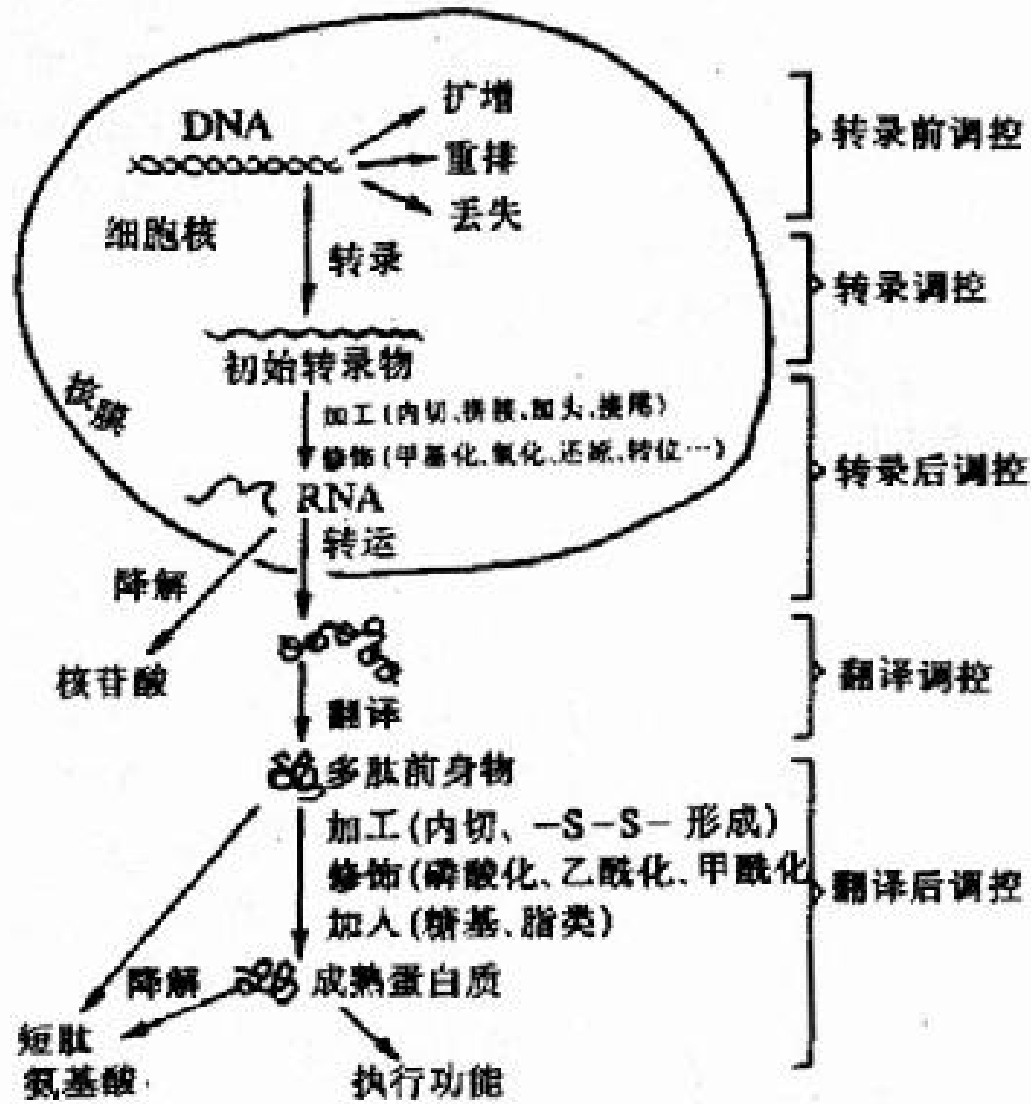 扩增
DNA
重排
转录前调控
丢失
细胞核
转录
转录调控
初始转录物
核膜
加工(内切、拼接、加头、接尾)
修饰(甲基化、氧化、还原、转位…)
转录后调控
RNA
转运
降解
核苷酸
翻译调控
翻译
多肽前身物
加工(内切、-S-S-形成)
修饰(磷酸化、乙酰化、甲酰化
翻译后调控
加入(糖基、脂类)
降解
成熟蛋白质
短肽
氨基酸
执行功能